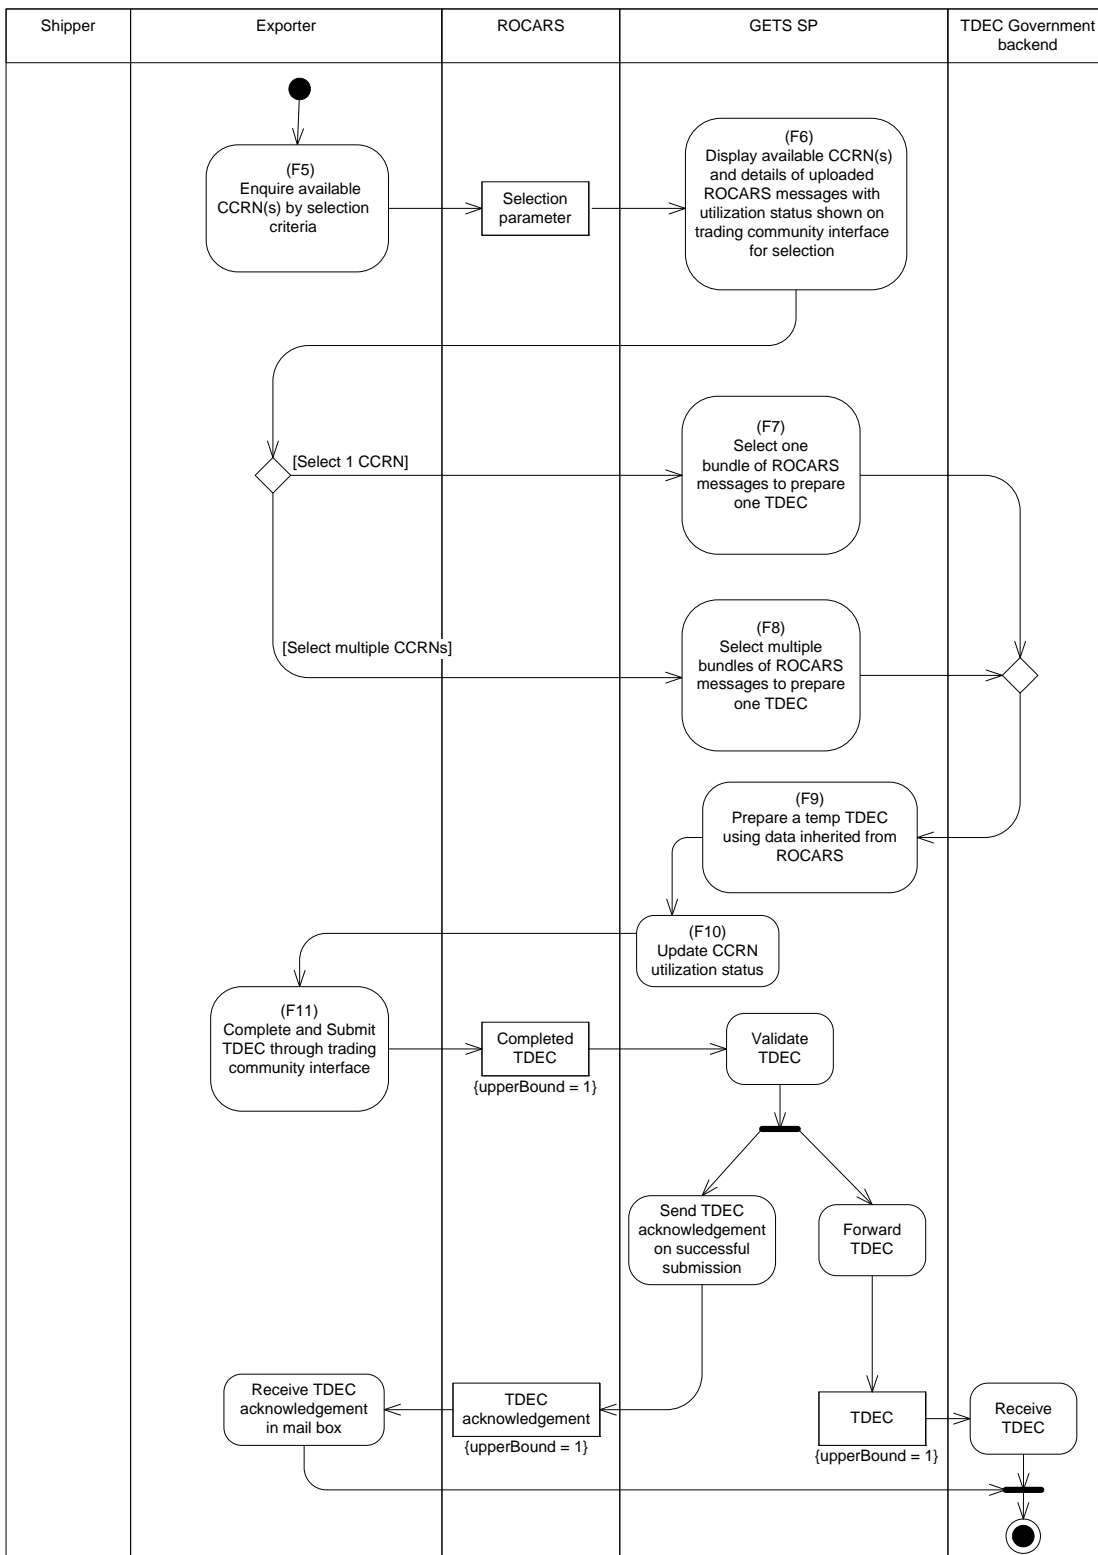 Shipper
Exporter
ROCARS
GETS SP
TDEC Government
backend
(F5)
Enquire available
CCRN(s) by selection
criteria
Selection
parameter
(F6)
Display available CCRN(s)
and details of uploaded
ROCARS messages with
utilization status shown on
trading community interface
for selection
[Select 1 CCRN]
(F7)
Select one
bundle of ROCARS
messages to prepare
one TDEC
[Select multiple CCRNs]
(F8)
Select multiple
bundles of ROCARS
messages to prepare
one TDEC
(F9)
Prepare a temp TDEC
using data inherited from
ROCARS
(F10)
Update CCRN
utilization status
(F11)
Complete and Submit
TDEC through trading
community interface
Completed
TDEC
{upperBound = 1}
Validate
TDEC
Send TDEC
acknowledgement
on successful
submission
Forward
TDEC
Receive TDEC
acknowledgement
in mail box
TDEC
acknowledgement
{upperBound = 1}
TDEC
{upperBound = 1}
Receive
TDEC